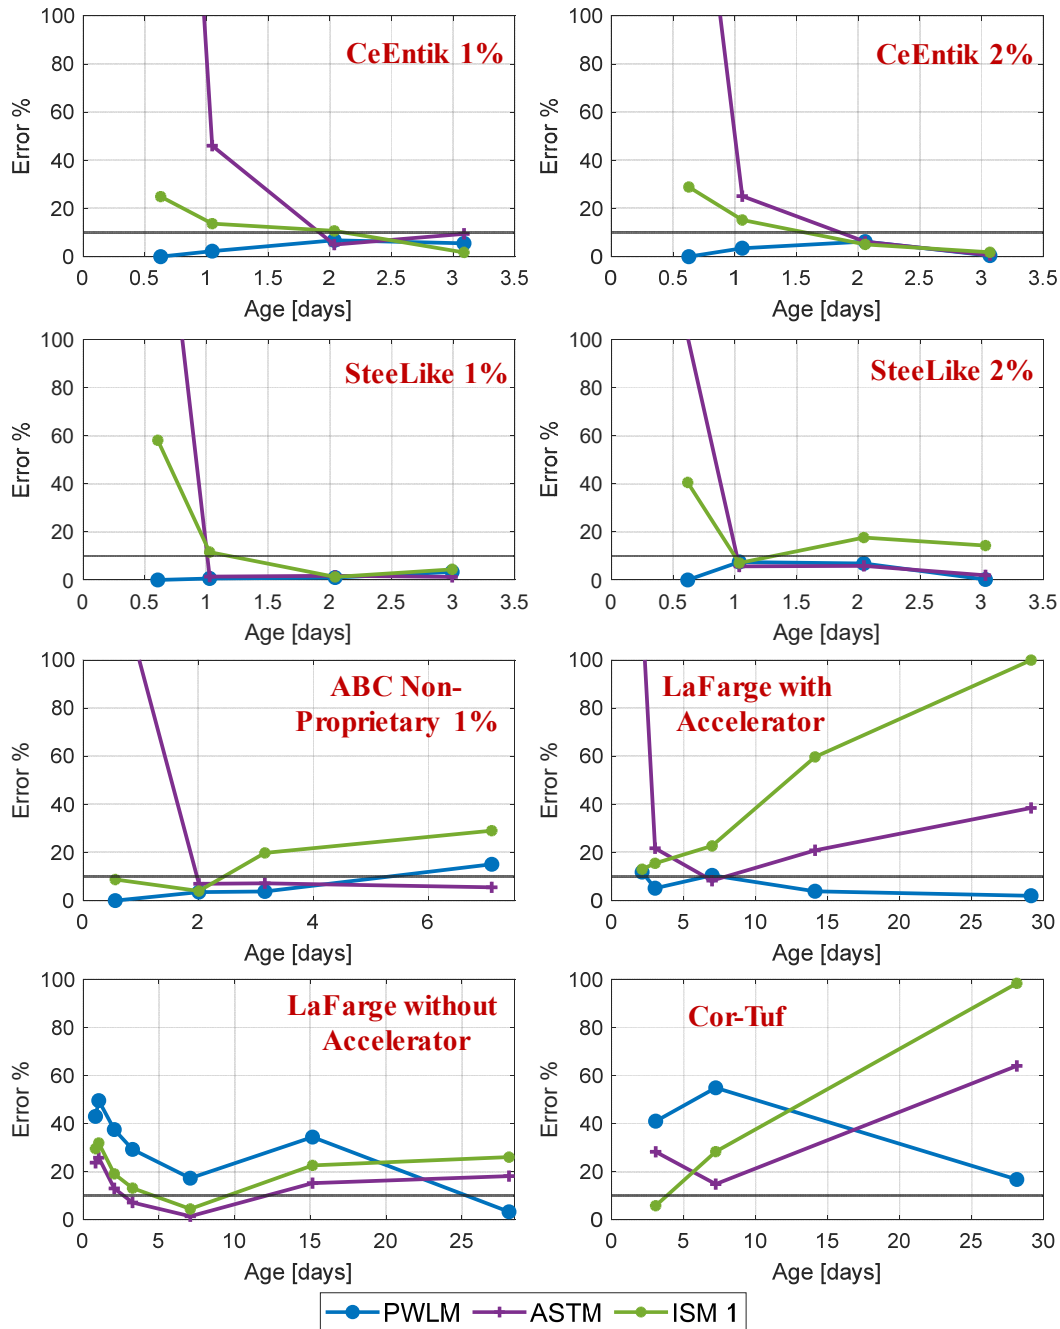 100
80
60
40
20
0
Error %
CeEntik 1%
0 0.5 1 1.5 2 2.5 3 3.5
Age [days]
100
80
60
40
20
0
Error %
CeEntik 2%
0 0.5 1 1.5 2 2.5 3 3.5
Age [days]
100
80
60
40
20
0
Error %
SteeLike 1%
0 0.5 1 1.5 2 2.5 3 3.5
Age [days]
100
80
60
40
20
0
Error %
SteeLike 2%
0 0.5 1 1.5 2 2.5 3 3.5
Age [days]
100
80
60
40
20
0
Error %
ABC Non-
Proprietary 1%
0 2 4 6
Age [days]
100
80
60
40
20
0
Error %
LaFarge with
Accelerator
0 5 10 15 20 25 30
Age [days]
100
80
60
40
20
0
Error %
LaFarge without
Accelerator
0 5 10 15 20 25
Age [days]
100
80
60
40
20
0
Error %
Cor-Tuf
0 5 10 15 20 25 30
Age [days]
PWLM ASTM ISM 1